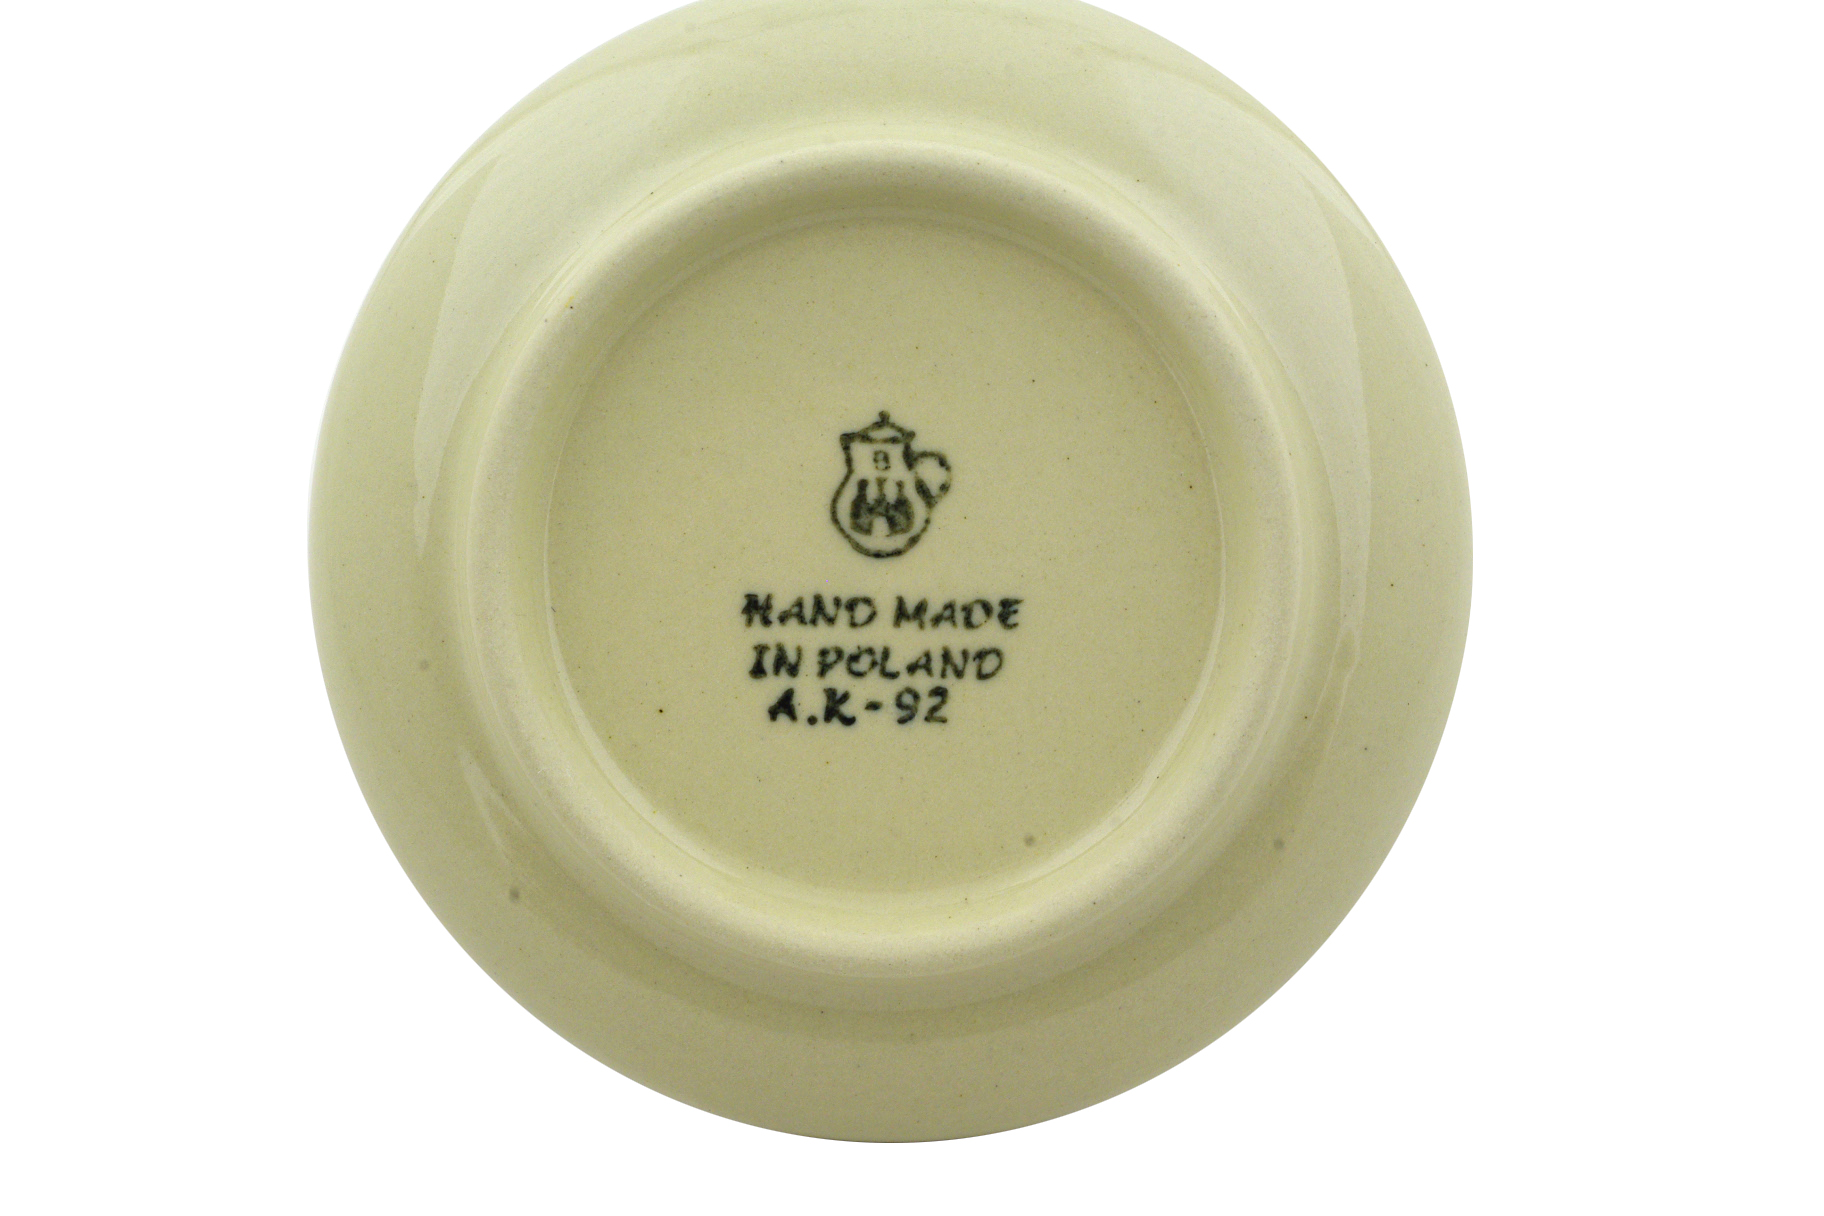 B
HAND MADE
IN POLAND
A.K-92